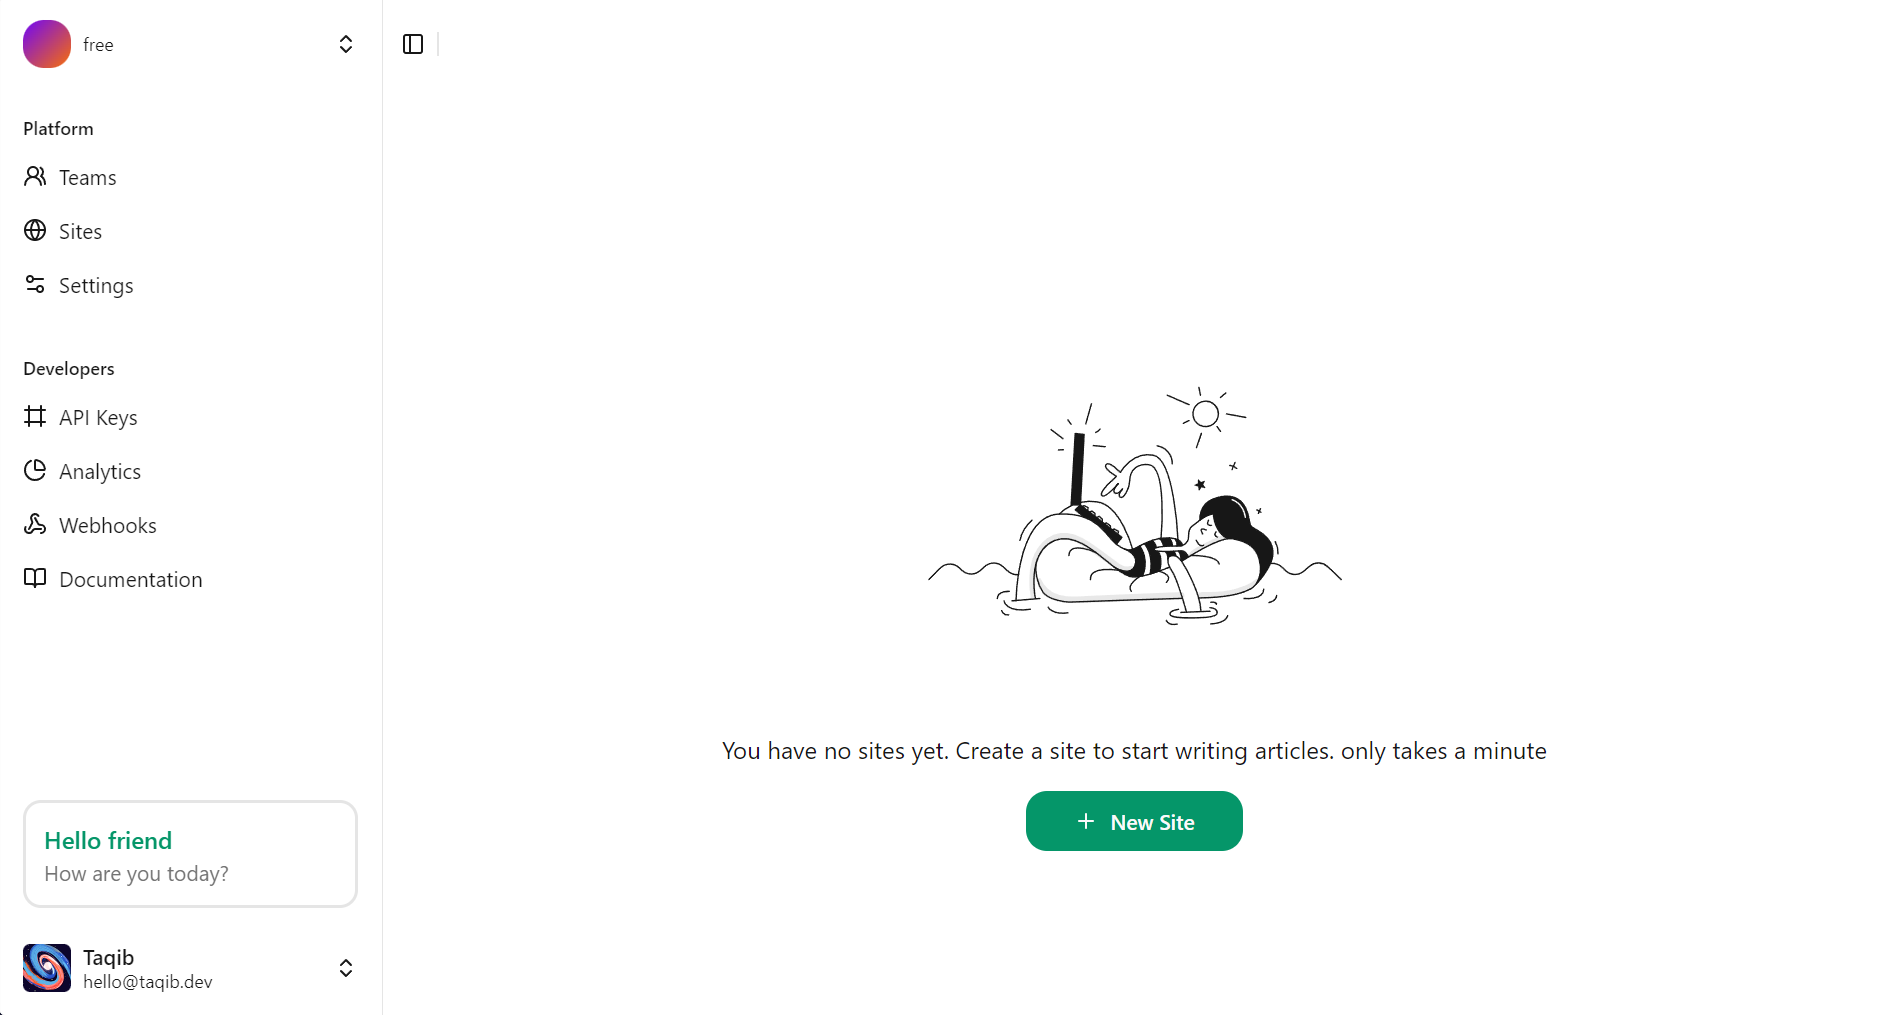 free
Platform
Teams
Sites
Settings
Developers
API Keys
Analytics
Webhooks
Documentation
Hello friend
How are you today?
Taqib
hello@taqib.dev
You have no sites yet. Create a site to start writing articles. only takes a minute
New Site